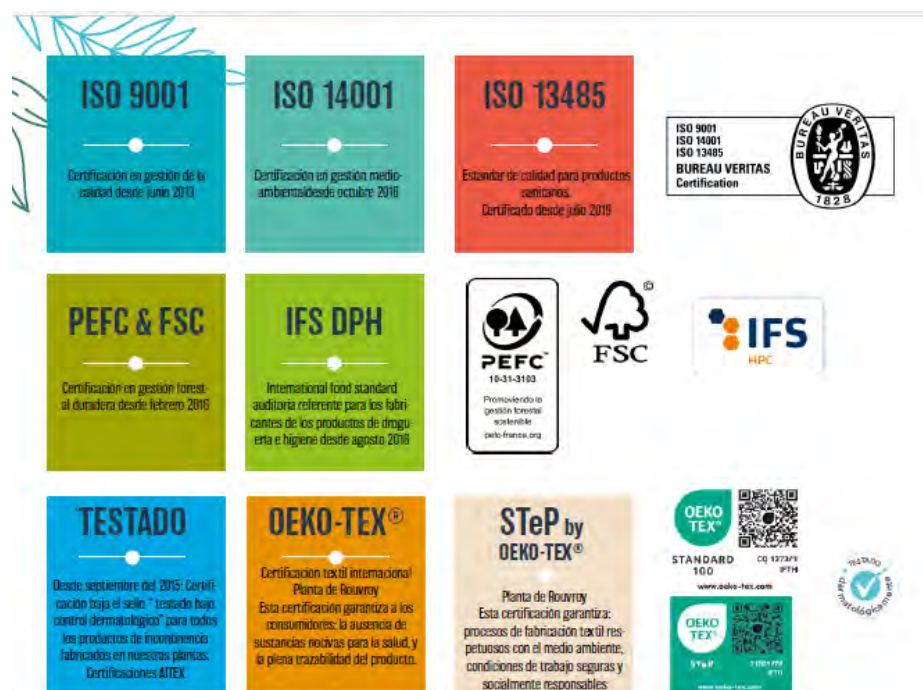 ISO 9001
Certificación en gestión de la
calidad desde junio 2013
ISO 14001
Certificación en gestión medio-
ambientaldesde octubre 2016
ISO 13485
Estandar de calidad para productos
sanitarios.
Certificado desde julio 2019
ISO 9001
ISO 14001
ISO 13485
BUREAU VERITAS
Certification
BUREAU VERITAS
1828
PEFC & FSC
Certificación en gestión forest-
al duradera desde febrero 2016
IFS DPH
International food standard
auditoria referente para los fabri-
cantes de los productos de drogu-
eria e higiene desde agosto 2016
PEFC™
10-31-3103
Promoviendo la
gestión forestal
sostenible
pefc-france.org
©
FSC
IFS
HPC
TESTADO
Desde septiembre del 2015: Certifi-
cación baja el sello " testado bajo
control dermatológico" para todos
los productos de incontinencia
fabricados en nuestras plantas.
Certificaciones AITEX
OEKO-TEX®
Certificación textil internacional
Planta de Rouvroy
Esta certificación garantiza a los
consumidores: la ausencia de
sustancias nocivas para la salud, y
la plena trazabilidad del producto.
STeP by
OEKO-TEX®
Planta de Rouvroy
Esta certificación garantiza:
procesos de fabricación textil res-
petuosos con el medio ambiente,
condiciones de trabajo seguras y
socialmente responsables
OEKO
TEX®
STANDARD
100
IFTH
www.oeko-tex.com
OEKO
TEX®
STeP
IFTH
www.oeko-tex.com
TESTADO
dermatológicamente